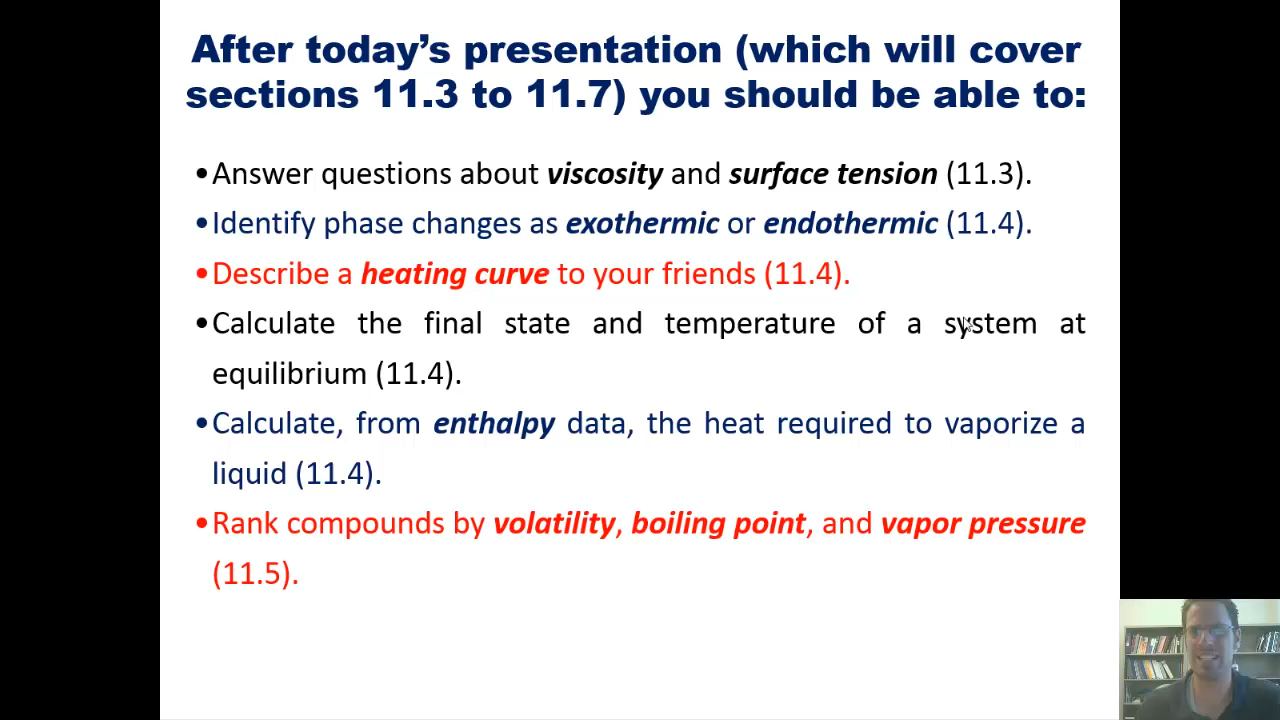 After today’s presentation (which will cover
sections 11.3 to 11.7) you should be able to:
•Answer questions about viscosity and surface tension (11.3).
•Identify phase changes as exothermic or endothermic (11.4).
•Describe a heating curve to your friends (11.4).
•Calculate the final state and temperature of a system at
equilibrium (11.4).
•Calculate, from enthalpy data, the heat required to vaporize a
liquid (11.4).
•Rank compounds by volatility, boiling point, and vapor pressure
(11.5).